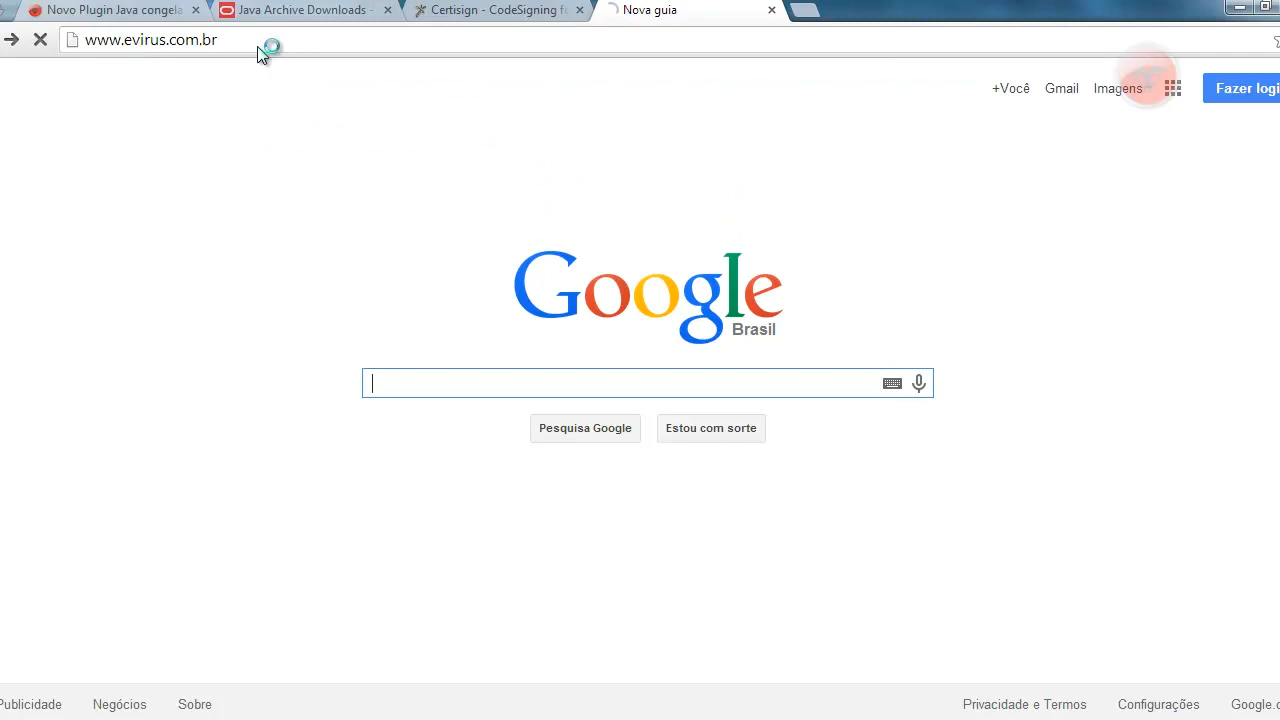 Novo Plugin Java congela
Java Archive Downloads -
Certisign - CodeSigning fo
Nova guia
www.evirus.com.br
+Você Gmail Imagens
Fazer logi
Google
Brasil
Pesquisa Google
Estou com sorte
Publicidade Negócios Sobre
Privacidade e Termos Configurações Google.c